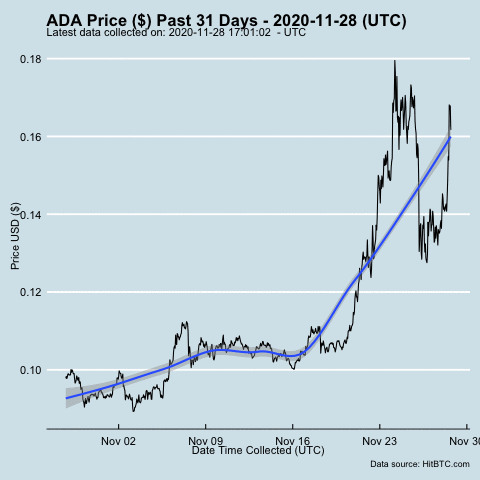 ADA Price ($) Past 31 Days - 2020-11-28 (UTC)
Latest data collected on: 2020-11-28 17:01:02 - UTC
0.18
0.16
0.14
0.12
0.10
Price USD ($)
Nov 02
Nov 09
Nov 16
Nov 23
Nov 30
Date Time Collected (UTC)
Data source: HitBTC.com